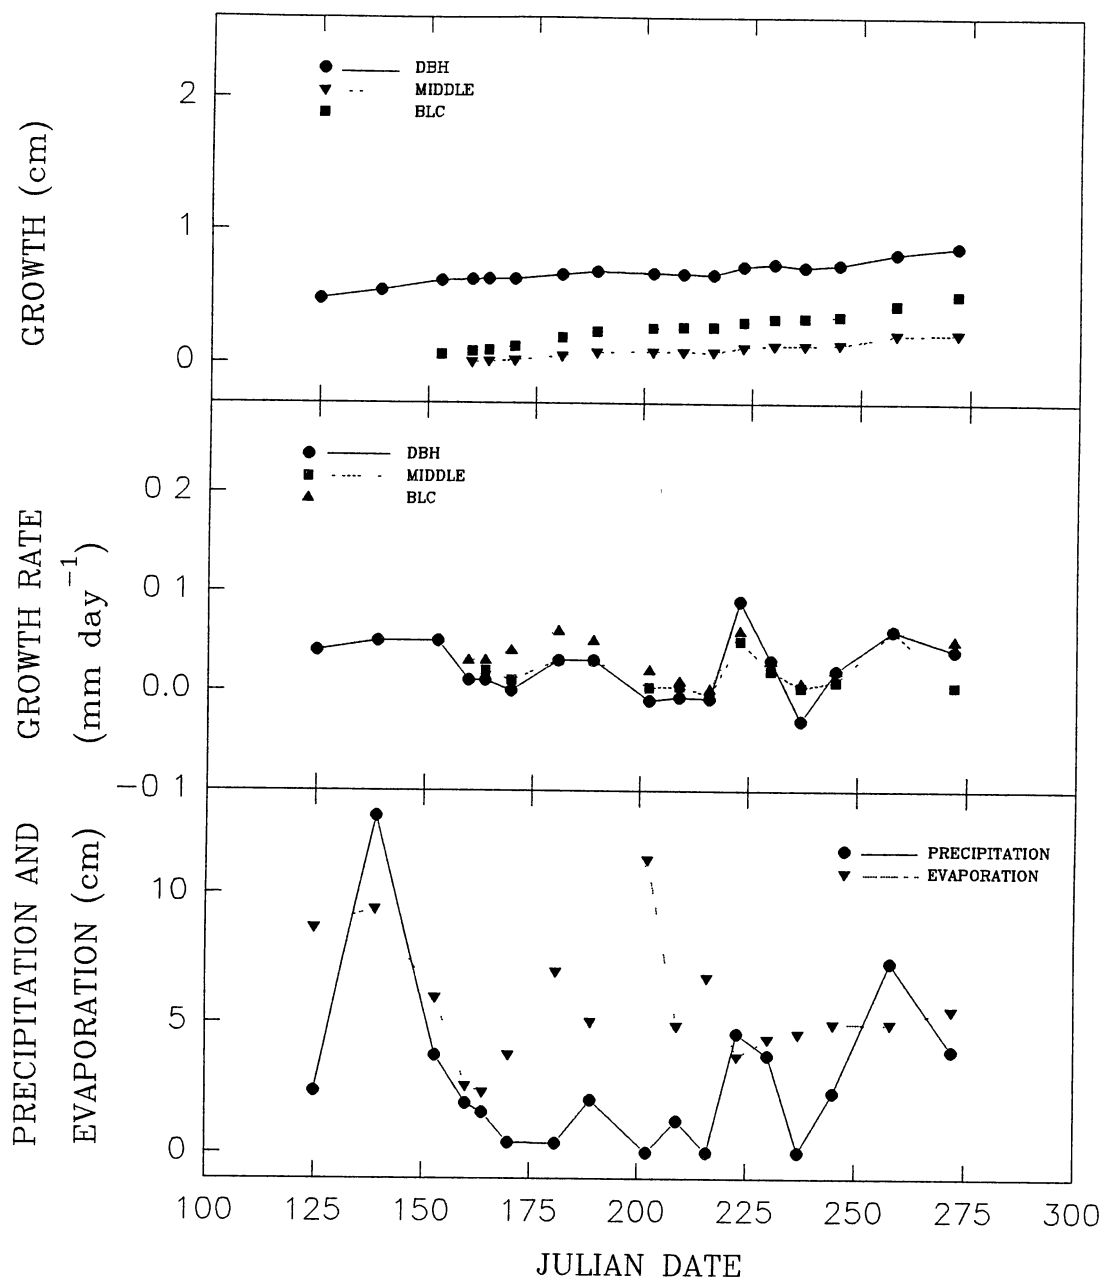 GROWTH (cm)
2
1
0
DBH
MIDDLE
BLC
GROWTH RATE
(mm day⁻¹)
0 2
0 1
0.0
−0 1
DBH
MIDDLE
BLC
PRECIPITATION AND
EVAPORATION (cm)
10
5
0
PRECIPITATION
EVAPORATION
100 125 150 175 200 225 250 275 300
JULIAN DATE